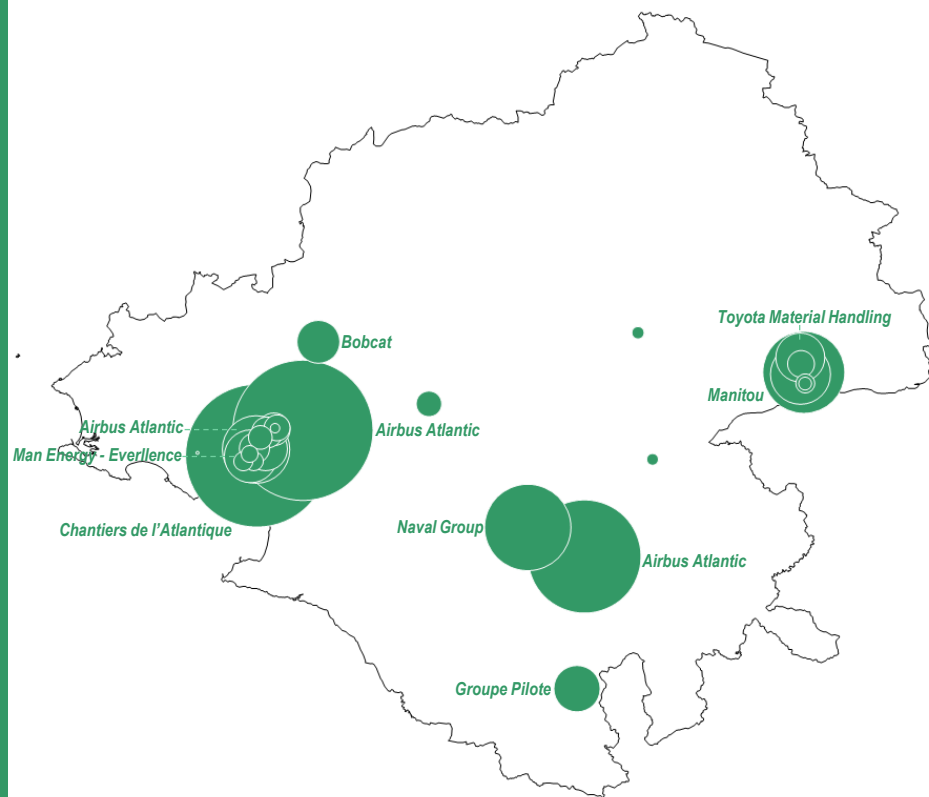 Toyota Material Handling
Bobcat
Manitou
Airbus Atlantic
Airbus Atlantic
Man Energy - Everllence
Chantiers de l'Atlantique
Naval Group
Airbus Atlantic
Groupe Pilote